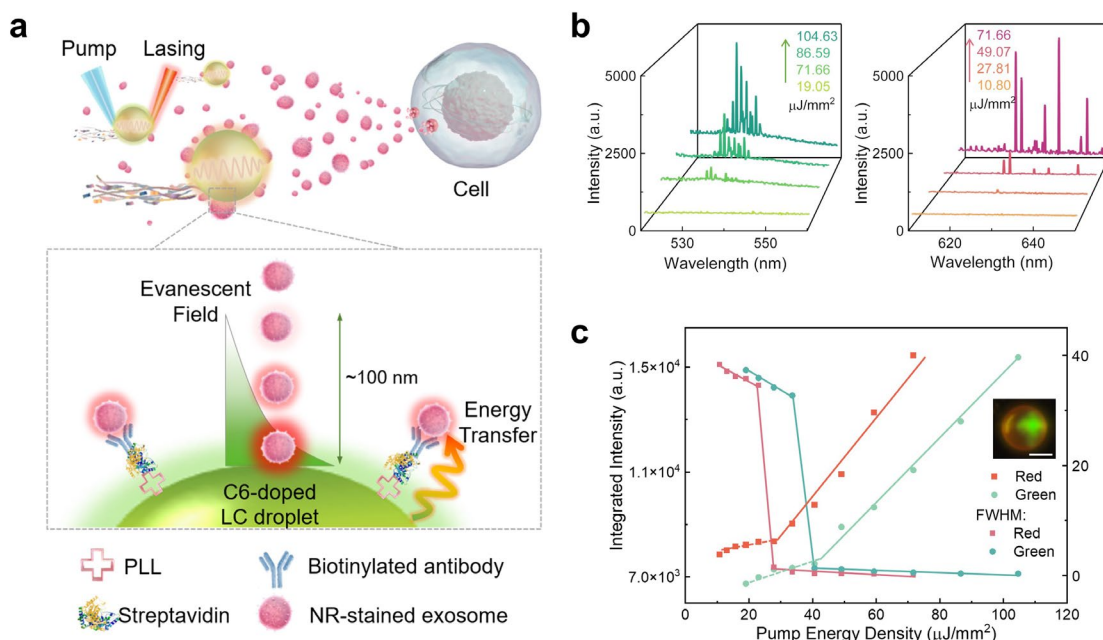 a
Pump
Lasing
Cell
Evanescent
Field
~100 nm
Energy
Transfer
C6-doped
LC droplet
PLL
Biotinylated antibody
Streptavidin
NR-stained exosome
b
104.63
86.59
71.66
19.05
μJ/mm²
5000
2500
0
Intensity (a.u.)
530
550
Wavelength (nm)
71.66
49.07
27.81
10.80
μJ/mm²
5000
2500
0
Intensity (a.u.)
620
640
Wavelength (nm)
c
Integrated Intensity (a.u.)
1.5×10⁴
1.1×10⁴
7.0×10³
40
20
0
Red
Green
FWHM:
Red
Green
0
20
40
60
80
100
120
Pump Energy Density (μJ/mm²)